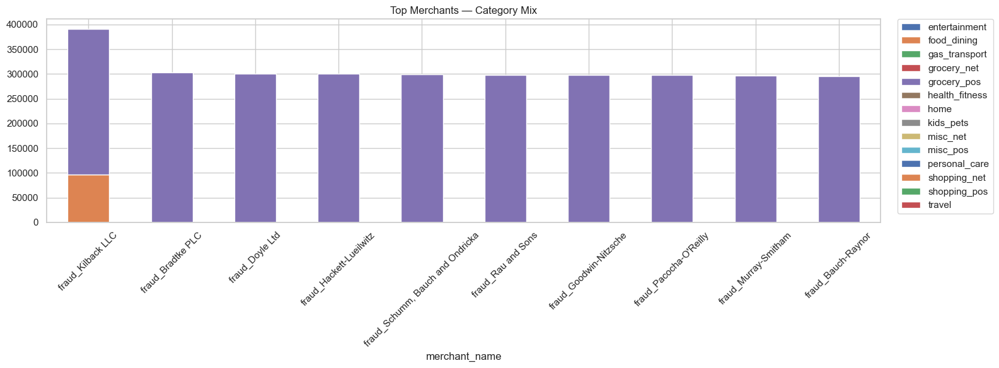 Top Merchants — Category Mix
400000
350000
300000
250000
200000
150000
100000
50000
0
fraud_Kilback LLC
fraud_Bradtke PLC
fraud_Doyle Ltd
fraud_Hackett-Lueilwitz
fraud_Schumm, Bauch and Ondricka
fraud_Rau and Sons
fraud_Goodwin-Nitzsche
fraud_Pacocha-O'Reilly
fraud_Murray-Smitham
fraud_Bauch-Raynor
merchant_name
entertainment
food_dining
gas_transport
grocery_net
grocery_pos
health_fitness
home
kids_pets
misc_net
misc_pos
personal_care
shopping_net
shopping_pos
travel